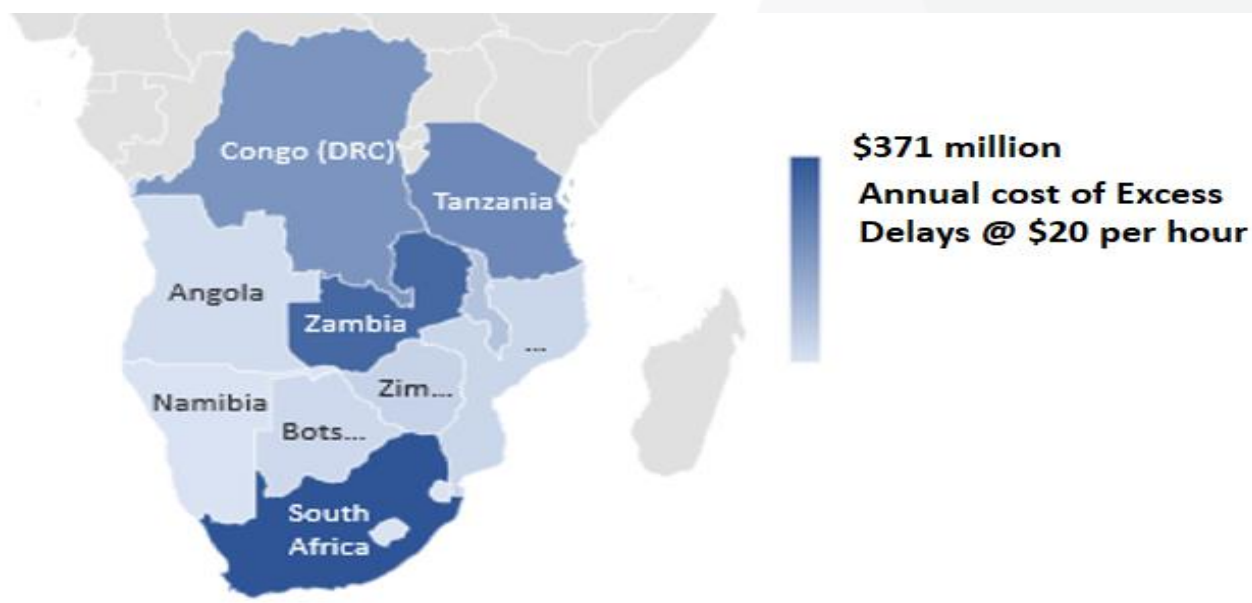 Congo (DRC)
Tanzania
Angola
Zambia
...
Zim...
Namibia
Bots...
South
Africa
$371 million
Annual cost of Excess
Delays @ $20 per hour